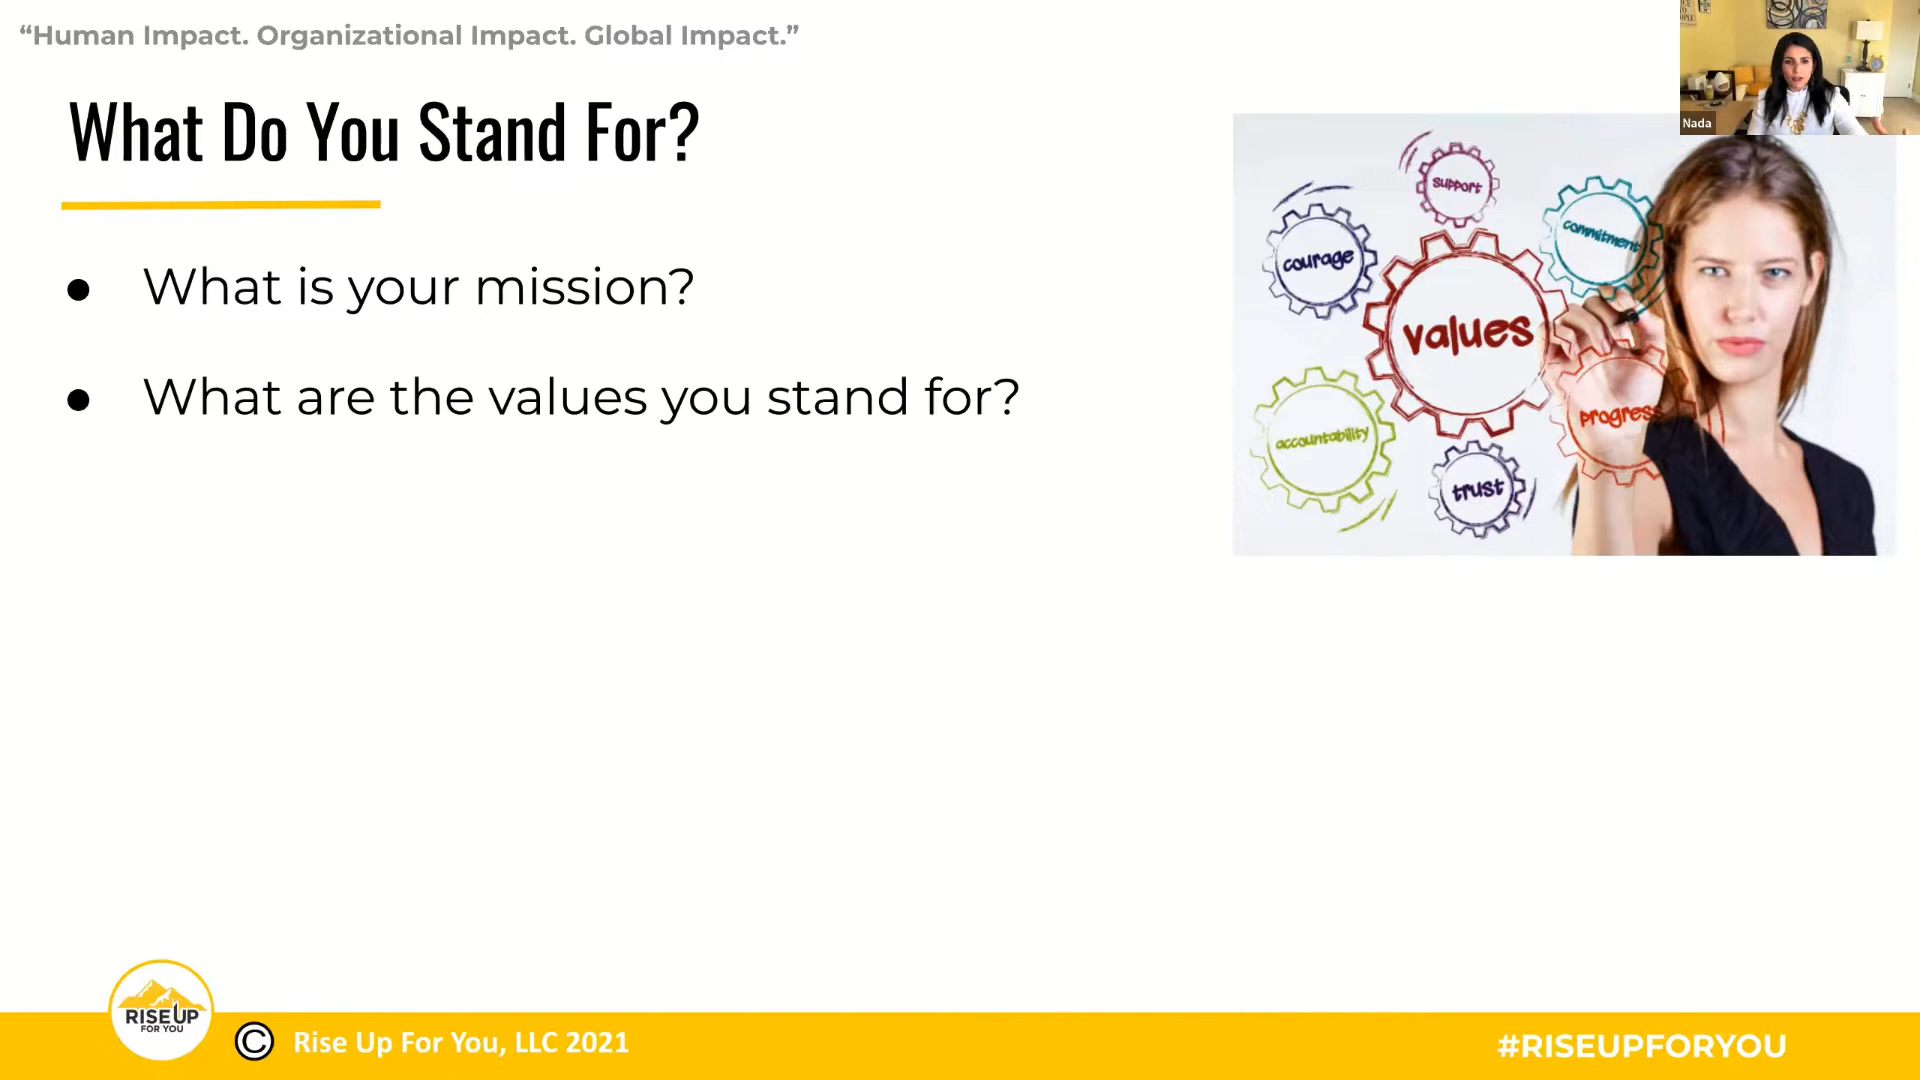 “Human Impact. Organizational Impact. Global Impact.”
What Do You Stand For?
● What is your mission?
● What are the values you stand for?
support
commitment
courage
values
progress
accountability
trust
Nada
RISE UP
FOR YOU
© Rise Up For You, LLC 2021
#RISEUPFORYOU